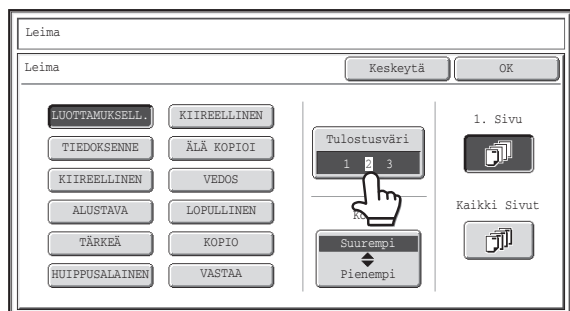 Leima
Leima
Keskeytä
OK
LUOTTAMUKSELL.
KIIREELLINEN
TIEDOKSENNE
ÄLÄ KOPIOI
KIIREELLINEN
VEDOS
ALUSTAVA
LOPULLINEN
TÄRKEÄ
KOPIO
HUIPPUSALAINEN
VASTAA
Tulostusväri
1 2 3
Suurempi
Pienempi
1. Sivu
Kaikki Sivut